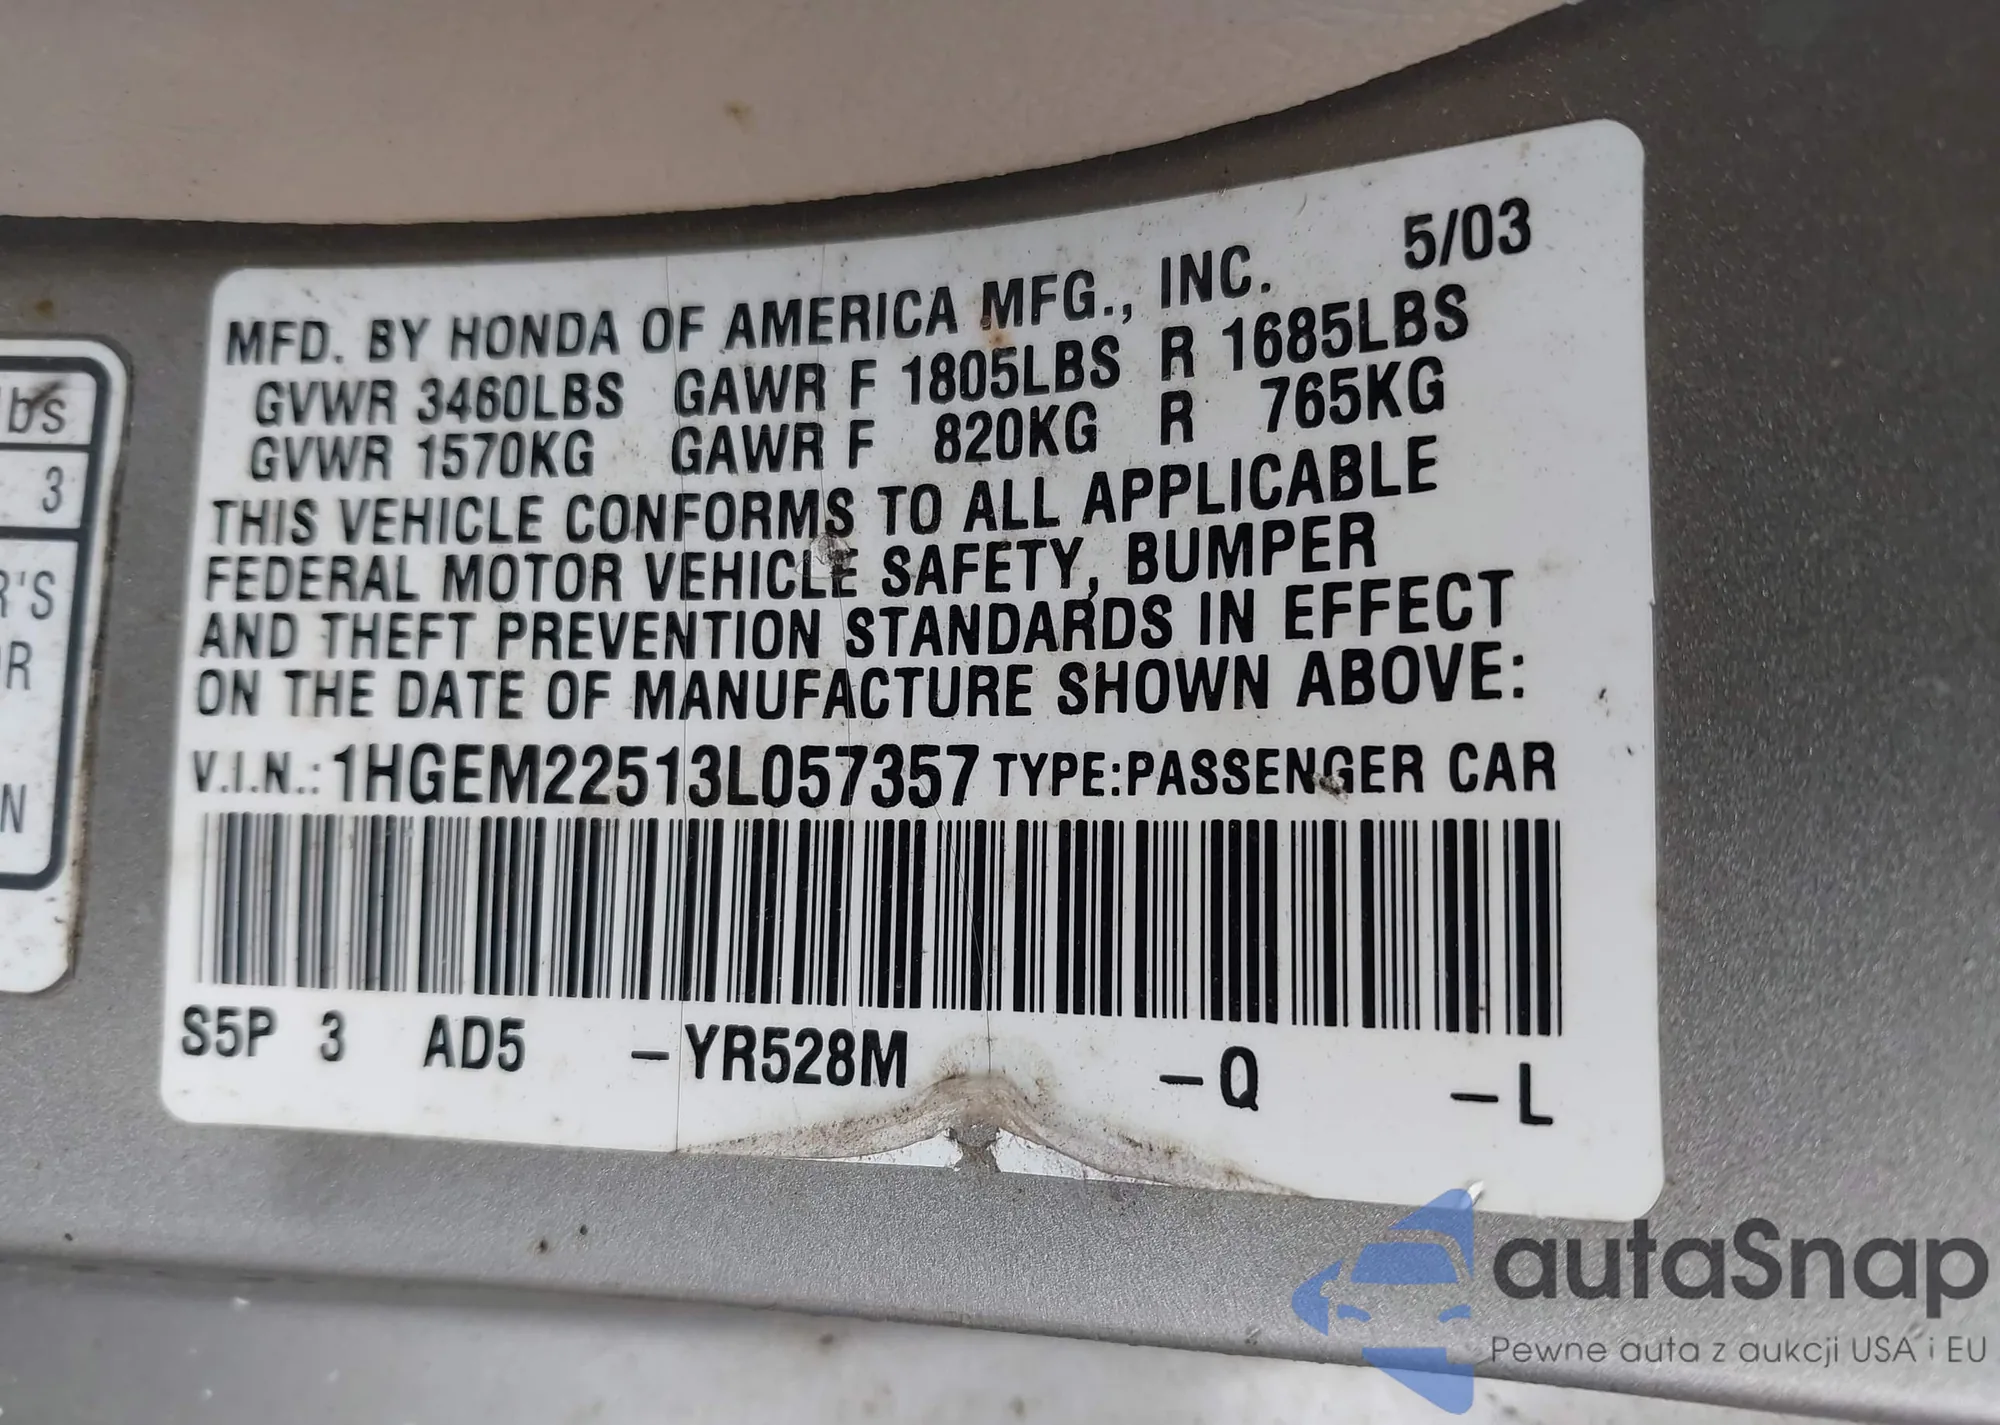 5/03
MFD. BY HONDA OF AMERICA MFG., INC.
GVWR 3460LBS GAWR F 1805LBS R 1685LBS
GVWR 1570KG GAWR F 820KG R 765KG
THIS VEHICLE CONFORMS TO ALL APPLICABLE
FEDERAL MOTOR VEHICLE SAFETY, BUMPER
AND THEFT PREVENTION STANDARDS IN EFFECT
ON THE DATE OF MANUFACTURE SHOWN ABOVE:
V.I.N.: 1HGEM22513L057357 TYPE:PASSENGER CAR
S5P 3 AD5 -YR528M -Q -L
lbs
3
R'S
OR
N
autaSnap
Pewne auta z aukcji USA i EU